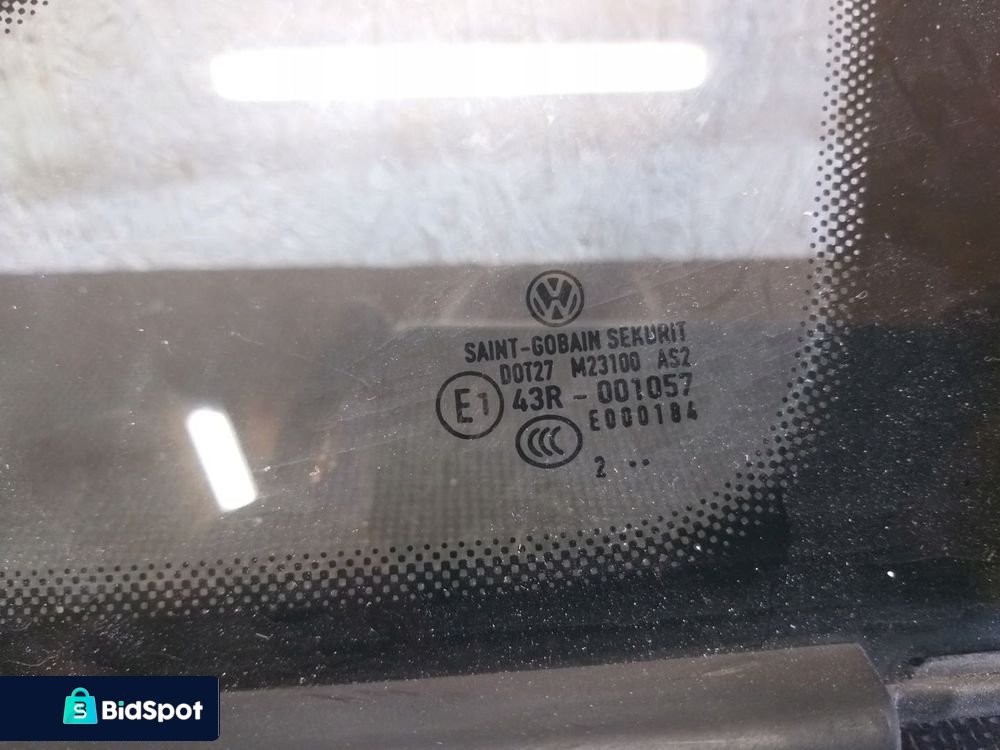 SAINT-GOBAIN SEKURIT
DOT27 M23100 AS2
E1 43R - 001057
E000184
2 ••
BidSpot